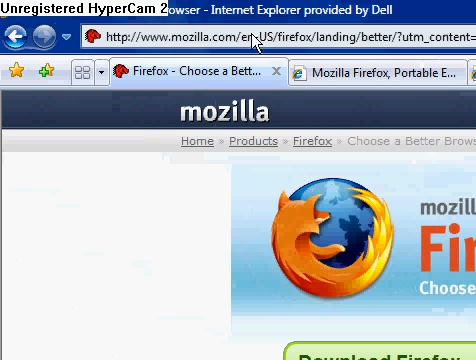 Unregistered HyperCam 2 owser - Internet Explorer provided by Dell
http://www.mozilla.com/en-US/firefox/landing/better/?utm_content=
Firefox - Choose a Bett... Mozilla Firefox, Portable E...
mozilla
Home » Products » Firefox » Choose a Better Brows
mozill
Fi
Choose
Download Firefox